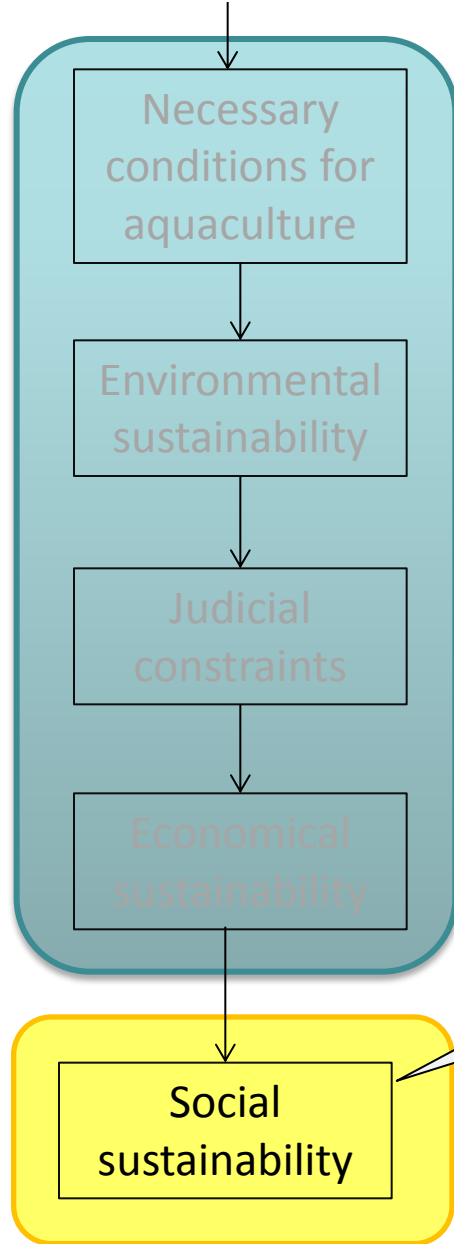 Necessary
conditions for
aquaculture
Environmental
sustainability
Judicial
constraints
Economical
sustainability
Social
sustainability